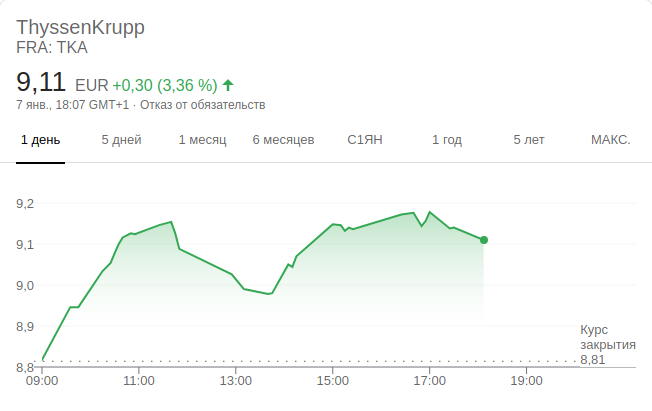 ThyssenKrupp
FRA: TKA
9,11 EUR +0,30 (3,36 %)
7 янв., 18:07 GMT+1 · Отказ от обязательств
1 день 5 дней 1 месяц 6 месяцев С1ЯН 1 год 5 лет МАКС.
9,2
9,1
9,0
8,9
Курс
закрытия
8,81
8,8
09:00 11:00 13:00 15:00 17:00 19:00